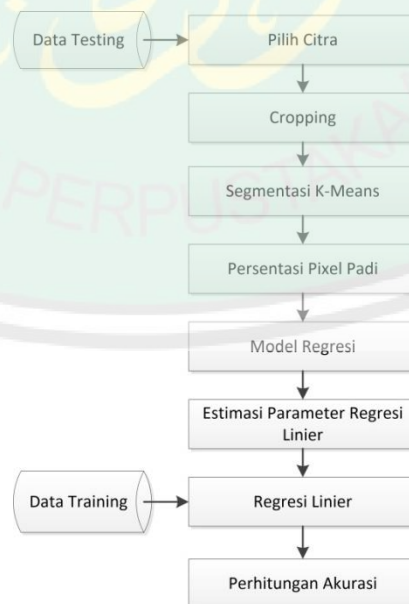 Data Testing
Pilih Citra
Cropping
Segmentasi K-Means
Persentasi Pixel Padi
Model Regresi
Estimasi Parameter Regresi
Linier
Data Training
Regresi Linier
Perhitungan Akurasi